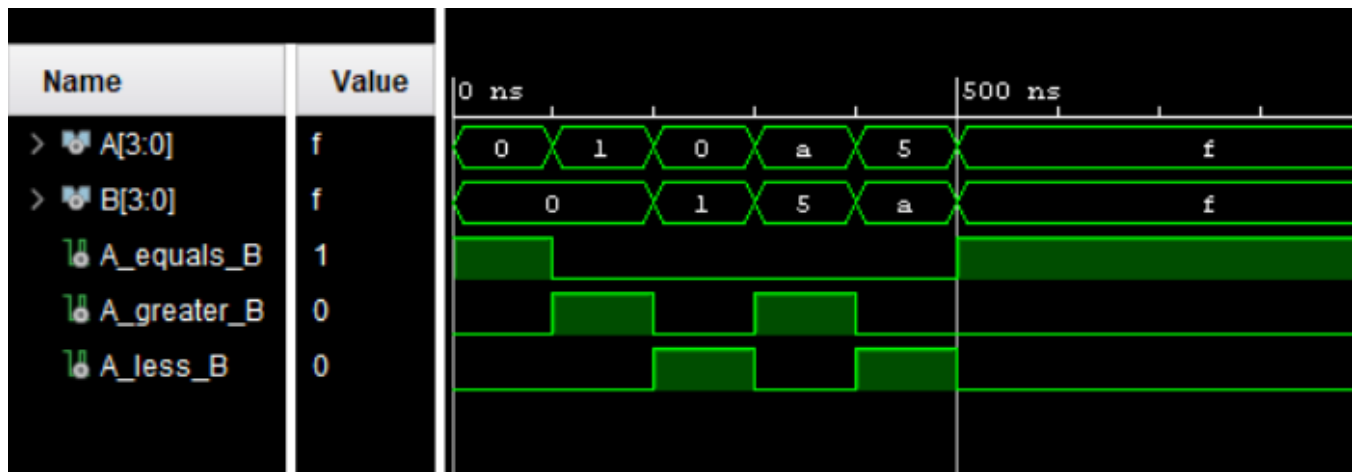 Name Value 0 ns 500 ns
> A[3:0] f 0 1 0 a 5 f
> B[3:0] f 0 1 5 a f
A_equals_B 1
A_greater_B 0
A_less_B 0